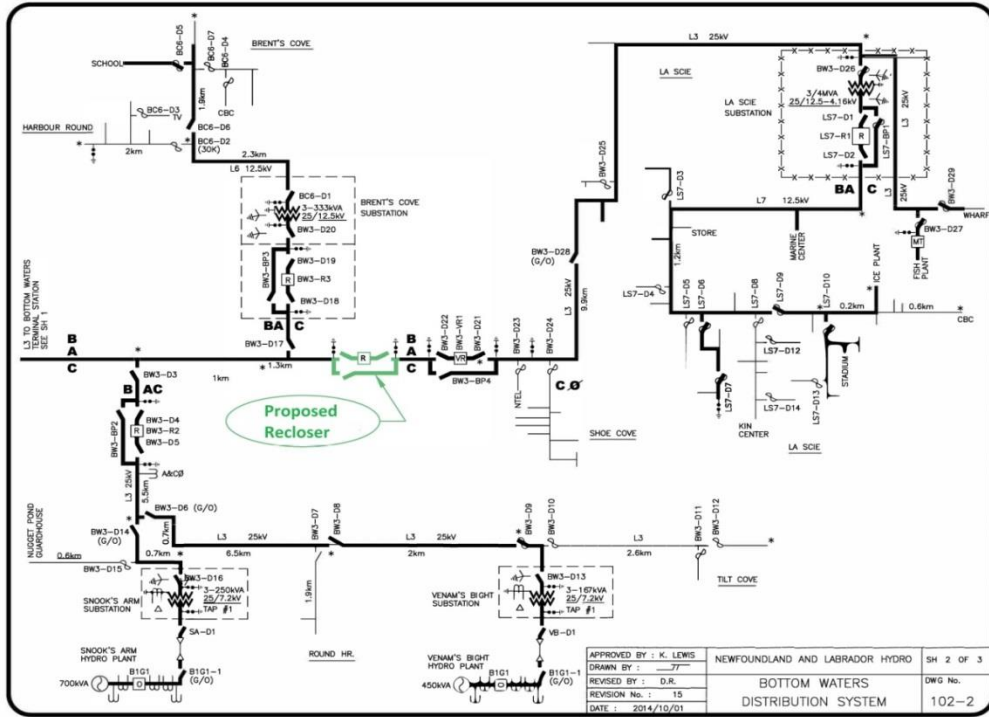 BC6-D5
BC6-D7
BC6-D4
BRENT'S COVE
SCHOOL
1.9km
CBC
BC6-D3
TV
BC6-D6
HARBOUR ROUND
BC6-D2
(30K)
2km
2.3km
L6 12.5kV
BC6-D1
3-333kVA
25/12.5kV
BW3-D20
BRENT'S COVE
SUBSTATION
BW3-BP3
BW3-D19
R
BW3-R3
BW3-D18
BA C
BW3-D17
L3 TO BOTTOM WATERS
TERMINAL STATION
SEE SH 1
B
A
C
1km
1.3km
R
Proposed
Recloser
B
A
C
BW3-D22
BW3-VR1
BW3-D21
VR
BW3-BP4
BW3-D23
BW3-D24
NTEL
C Ø
SHOE COVE
BW3-D28
(G/O)
L3 25kV
9.9km
BW3-D25
L3 25kV
LA SCIE
LA SCIE
SUBSTATION
BW3-D26
3/4MVA
25/12.5-4.16kV
LS7-D1
LS7-R1
R
LS7-D2
LS7-BP1
L3 25kV
BA C
L3
25kV
BW3-D29
WHARF
BW3-D27
MT
FISH
PLANT
LS7-D3
L7 12.5kV
STORE
MARINE
CENTER
ICE PLANT
1.2km
LS7-D4
LS7-D5
LS7-D6
LS7-D8
LS7-D9
LS7-D10
0.2km
0.6km
CBC
LS7-D12
LS7-D7
LS7-D14
LS7-D13
STADIUM
KIN
CENTER
LA SCIE
BW3-D3
B AC
BW3-BP2
BW3-D4
R
BW3-R2
BW3-D5
A&CØ
L3 25kV
5.5km
BW3-D6 (G/O)
NUGGET POND
GUARDHOUSE
BW3-D14
(G/O)
0.7km
0.6km
0.7km
BW3-D15
L3 25kV
6.5km
BW3-D7
BW3-D8
L3 25kV
2km
BW3-D9
BW3-D10
L3
2.6km
BW3-D11
BW3-D12
TILT COVE
1.9km
ROUND HR.
BW3-D16
3-250kVA
25/7.2kV
TAP #1
SNOOK'S ARM
SUBSTATION
SA-D1
SNOOK'S ARM
HYDRO PLANT
B1G1
B1G1-1
(G/O)
700kVA
BW3-D13
3-167kVA
25/7.2kV
TAP #1
VENAM'S BIGHT
SUBSTATION
VB-D1
VENAM'S BIGHT
HYDRO PLANT
B1G1
B1G1-1
(G/O)
450kVA
APPROVED BY : K. LEWIS
DRAWN BY :
REVISED BY : D.R.
REVISION No. : 15
DATE : 2014/10/01
NEWFOUNDLAND AND LABRADOR HYDRO
BOTTOM WATERS
DISTRIBUTION SYSTEM
SH 2 OF 3
DWG No.
102-2